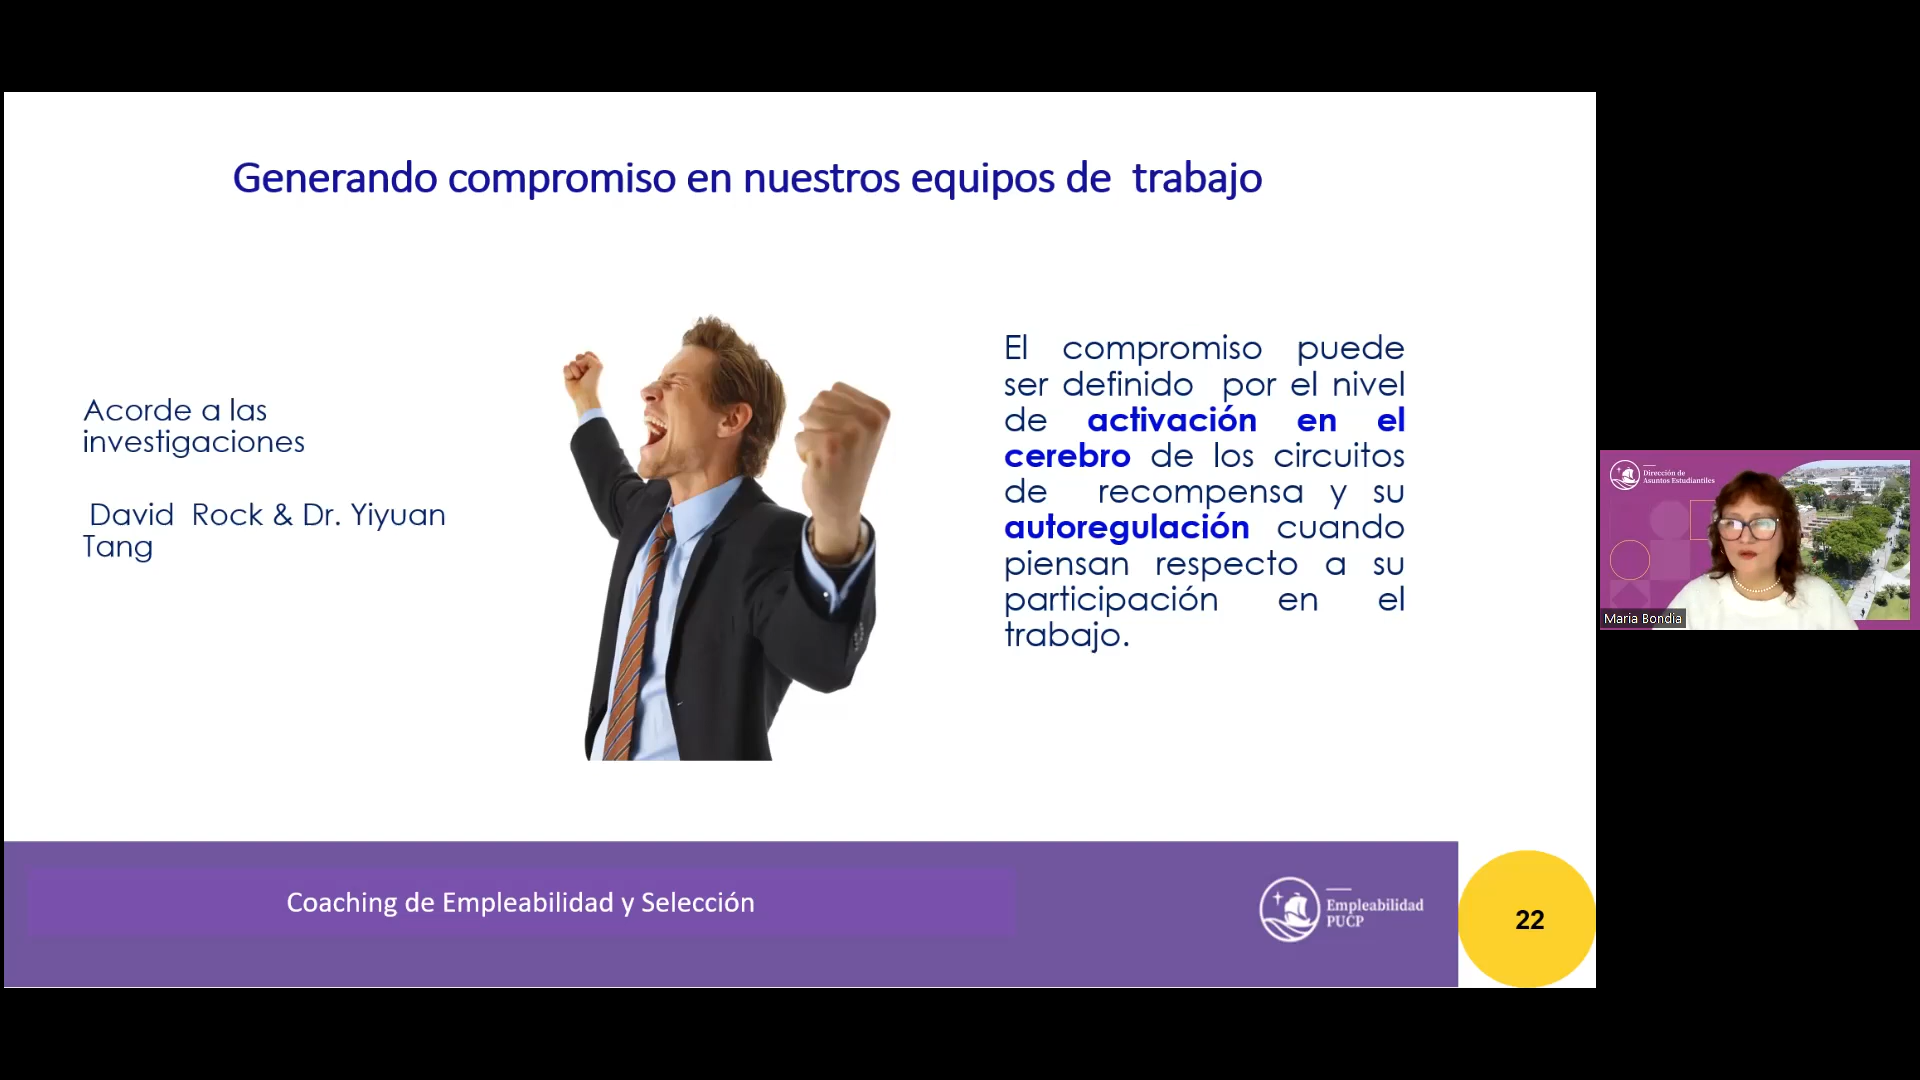 Generando compromiso en nuestros equipos de  trabajo
Acorde a las
investigaciones
David  Rock & Dr. Yiyuan
Tang
El compromiso puede
ser definido  por el nivel
de activación en el
cerebro de los circuitos
de  recompensa y su
autoregulación cuando
piensan respecto a su
participación en el
trabajo.
Coaching de Empleabilidad y Selección
Empleabilidad
PUCP
22
Dirección de
Asuntos Estudiantiles
Maria Bondia